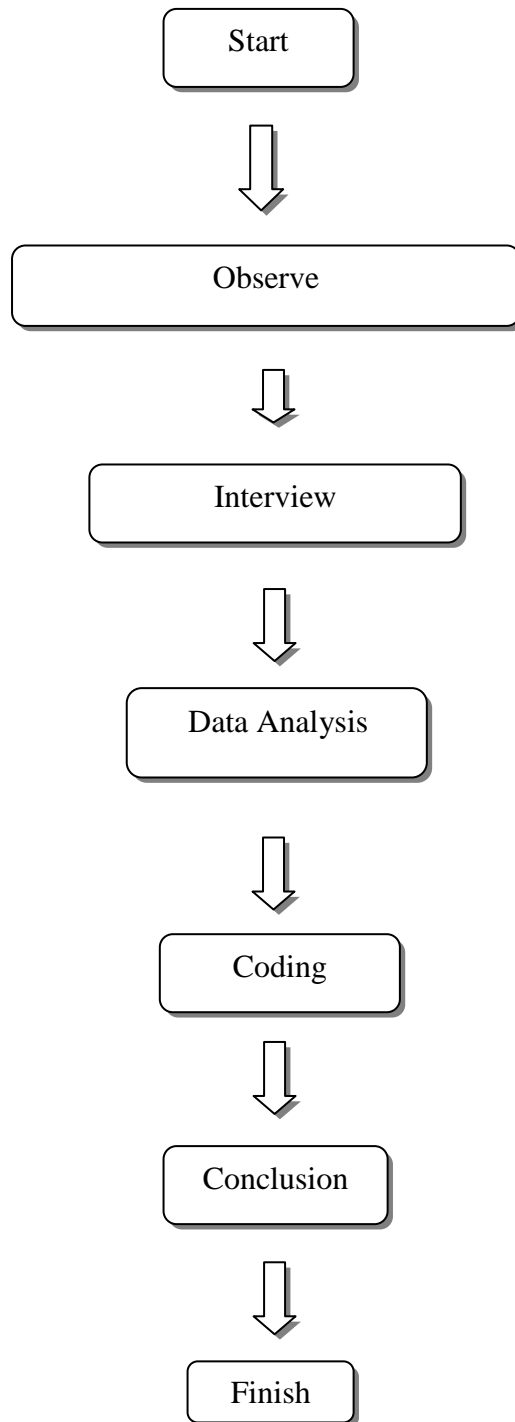 Start
Observe
Interview
Data Analysis
Coding
Conclusion
Finish